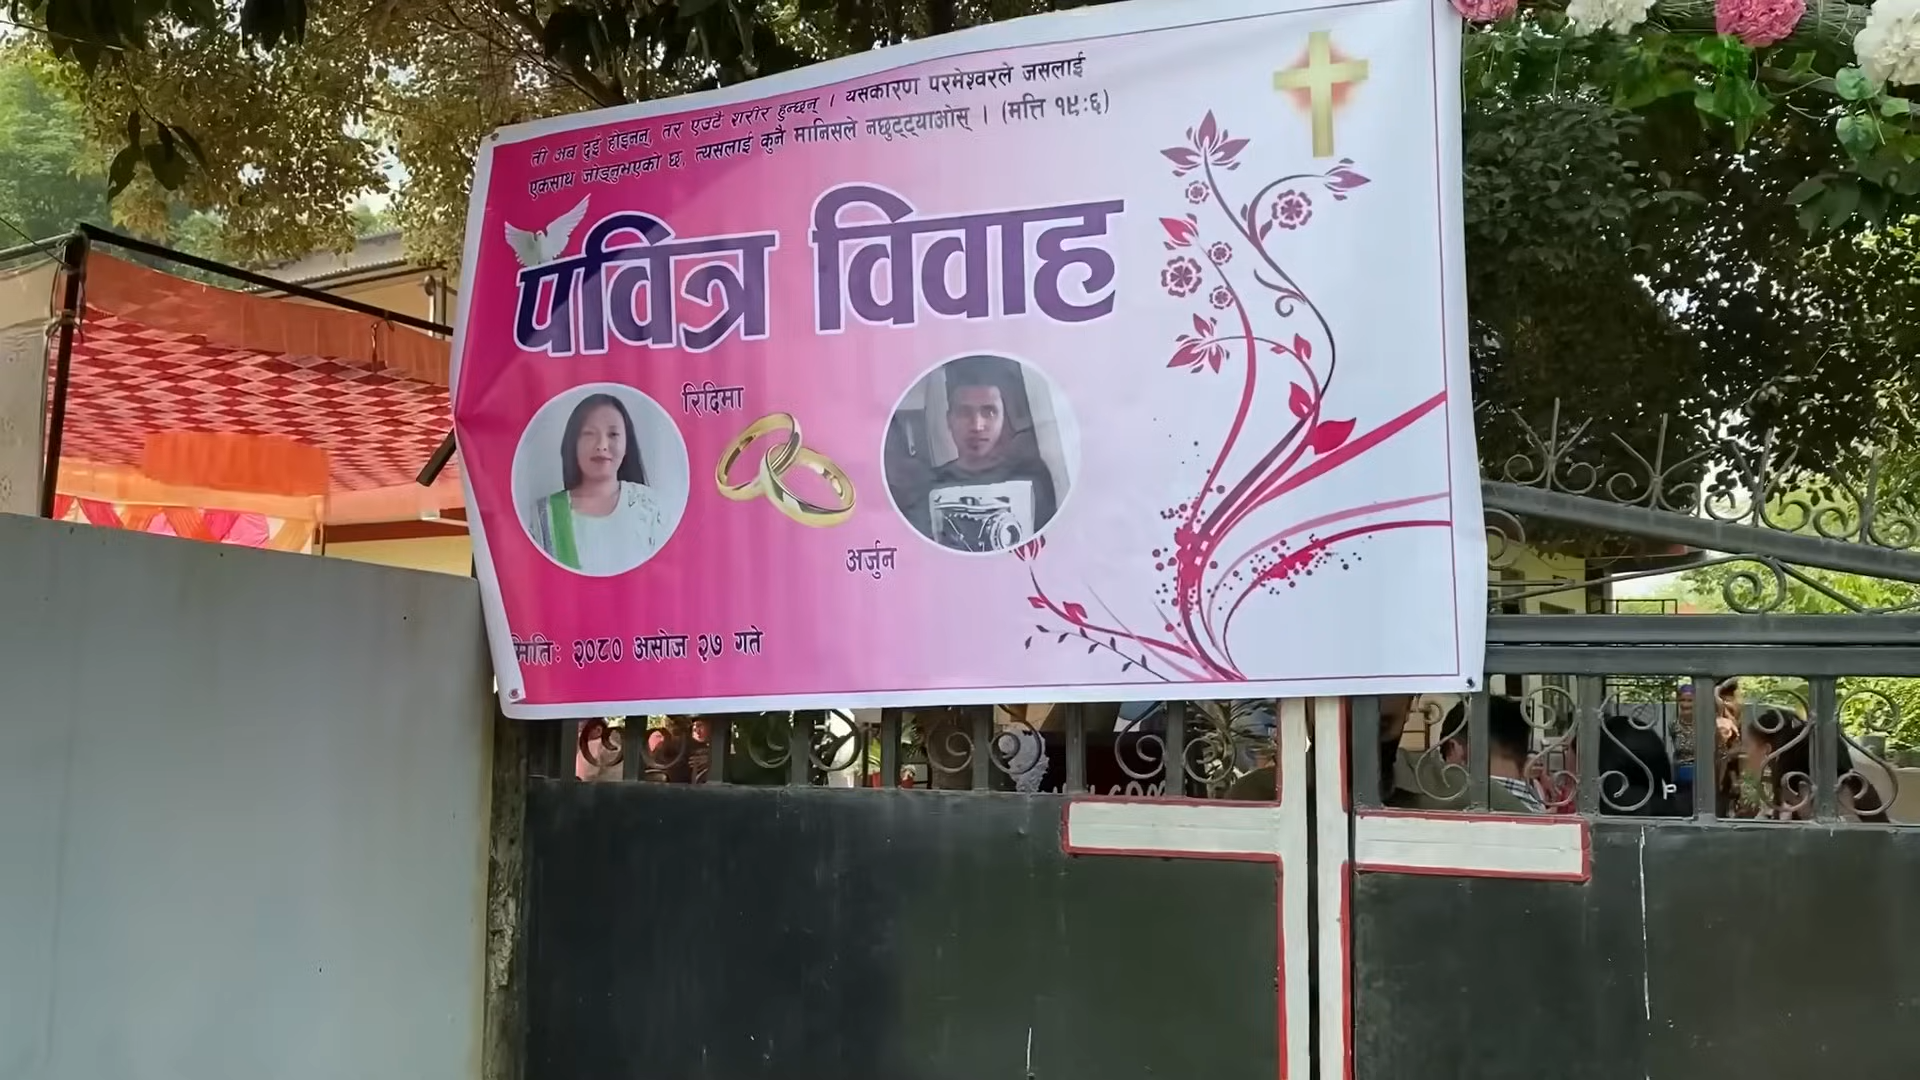 ती अब दुई होइनन्, तर एउटै शरीर हुन्छन् । यसकारण परमेश्वरले जसलाई
एकसाथ जोड्नुभएको छ, त्यसलाई कुनै मानिसले नछुट्ट्याओस् । (मत्ति १९:६)
पवित्र विवाह
रिदिमा
अर्जुन
मिति: २०८० असोज २७ गते